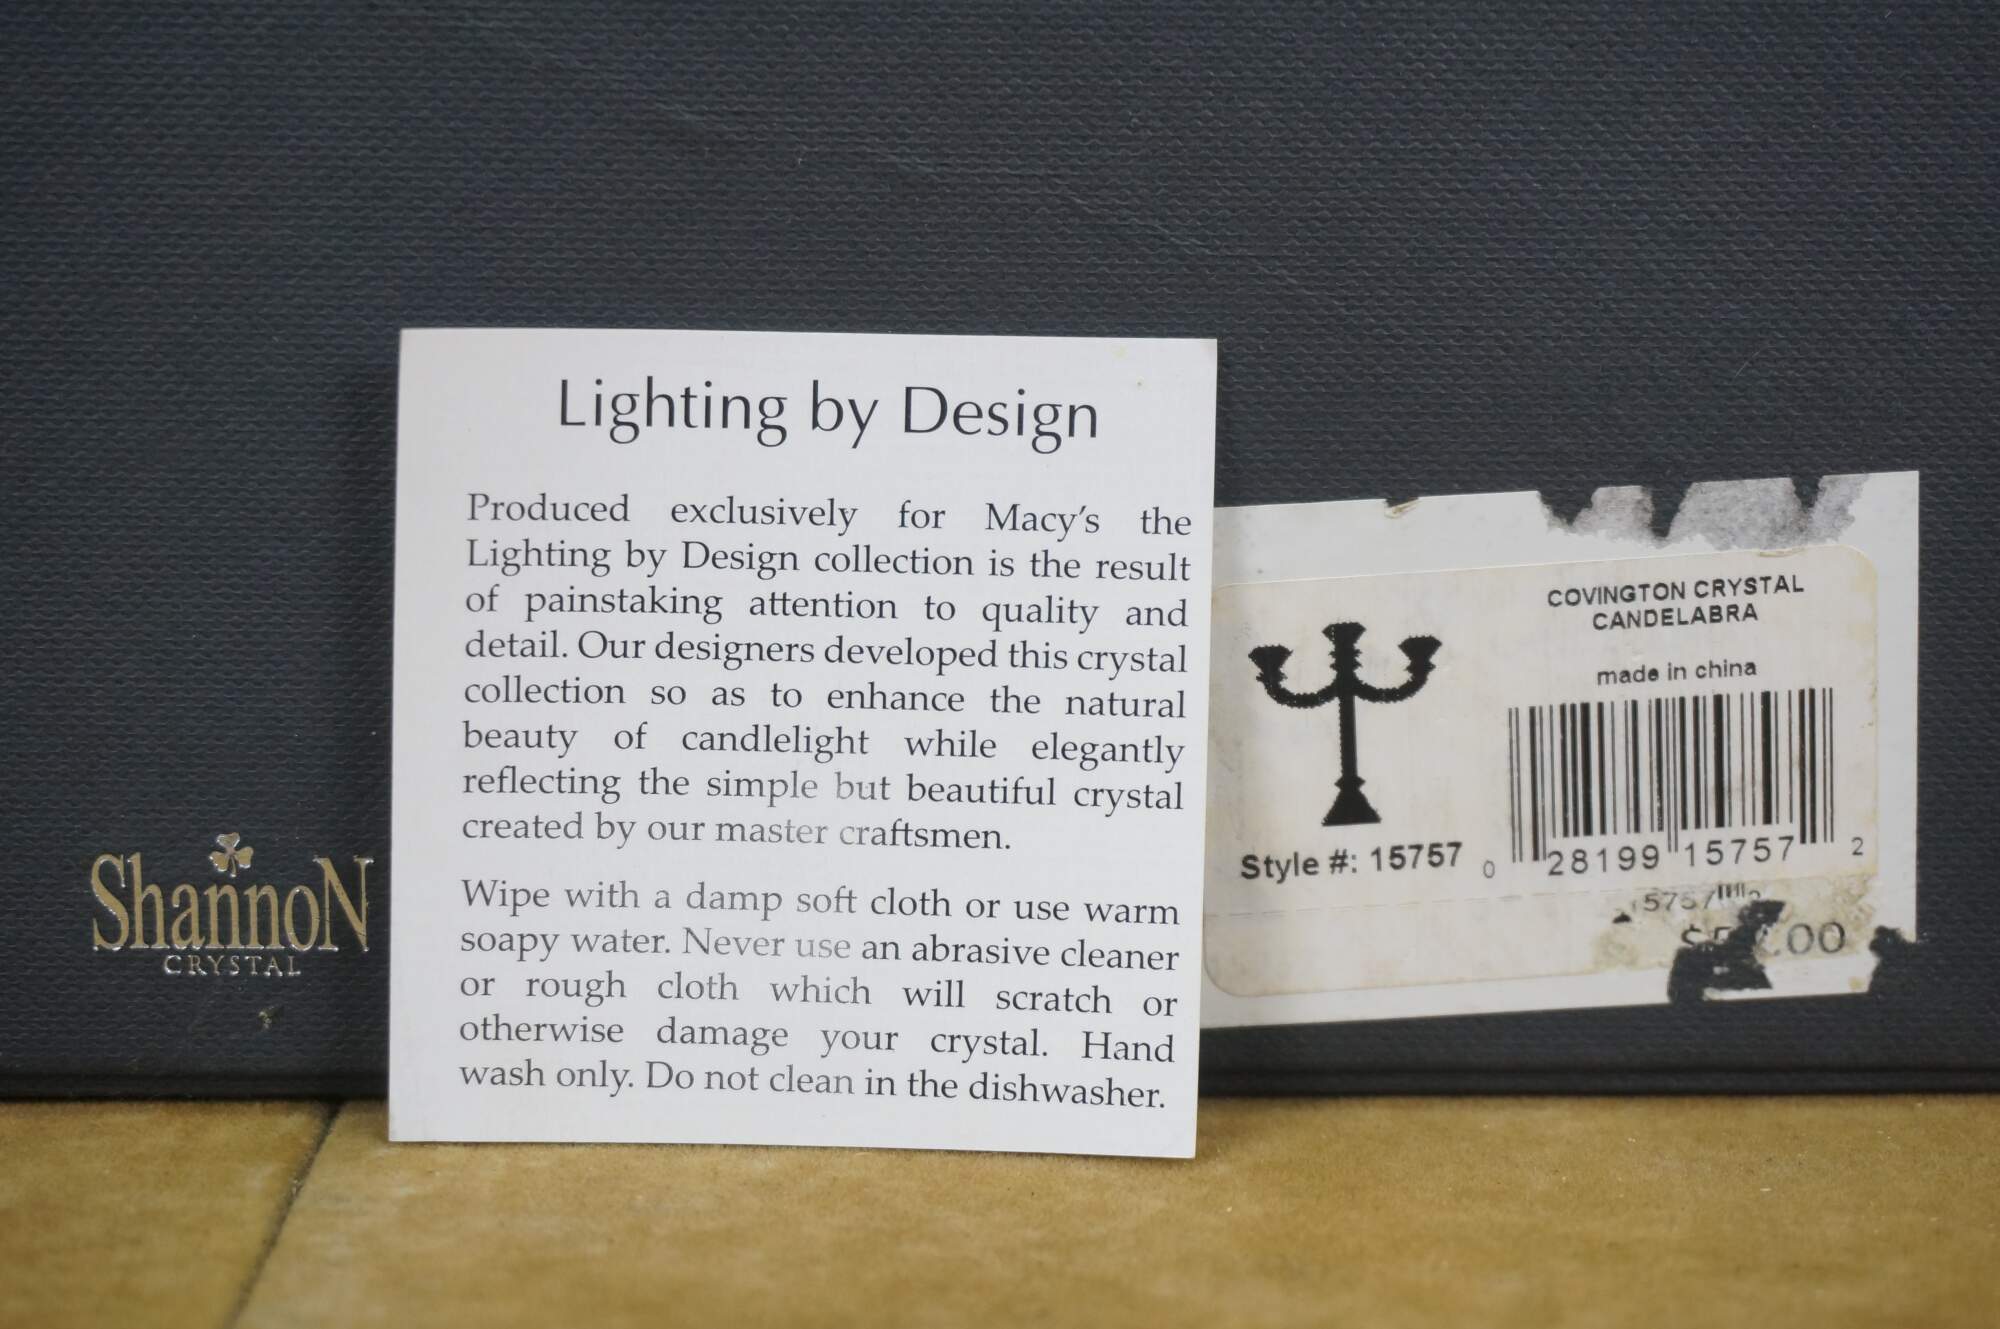 Lighting by Design
Produced exclusively for Macy's the
Lighting by Design collection is the result
of painstaking attention to quality and
detail. Our designers developed this crystal
collection so as to enhance the natural
beauty of candlelight while elegantly
reflecting the simple but beautiful crystal
created by our master craftsmen.
Wipe with a damp soft cloth or use warm
soapy water. Never use an abrasive cleaner
or rough cloth which will scratch or
otherwise damage your crystal. Hand
wash only. Do not clean in the dishwasher.
ShannoN
CRYSTAL
COVINGTON CRYSTAL
CANDELABRA
made in china
Style #: 15757
0 28199 15757 2